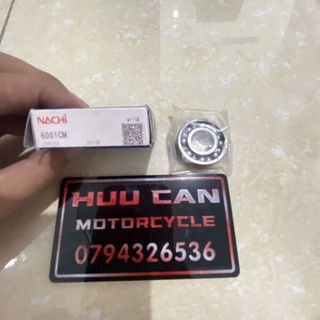 NACHi
6001CM
HUU CAN
MOTORCYCLE
0794326536